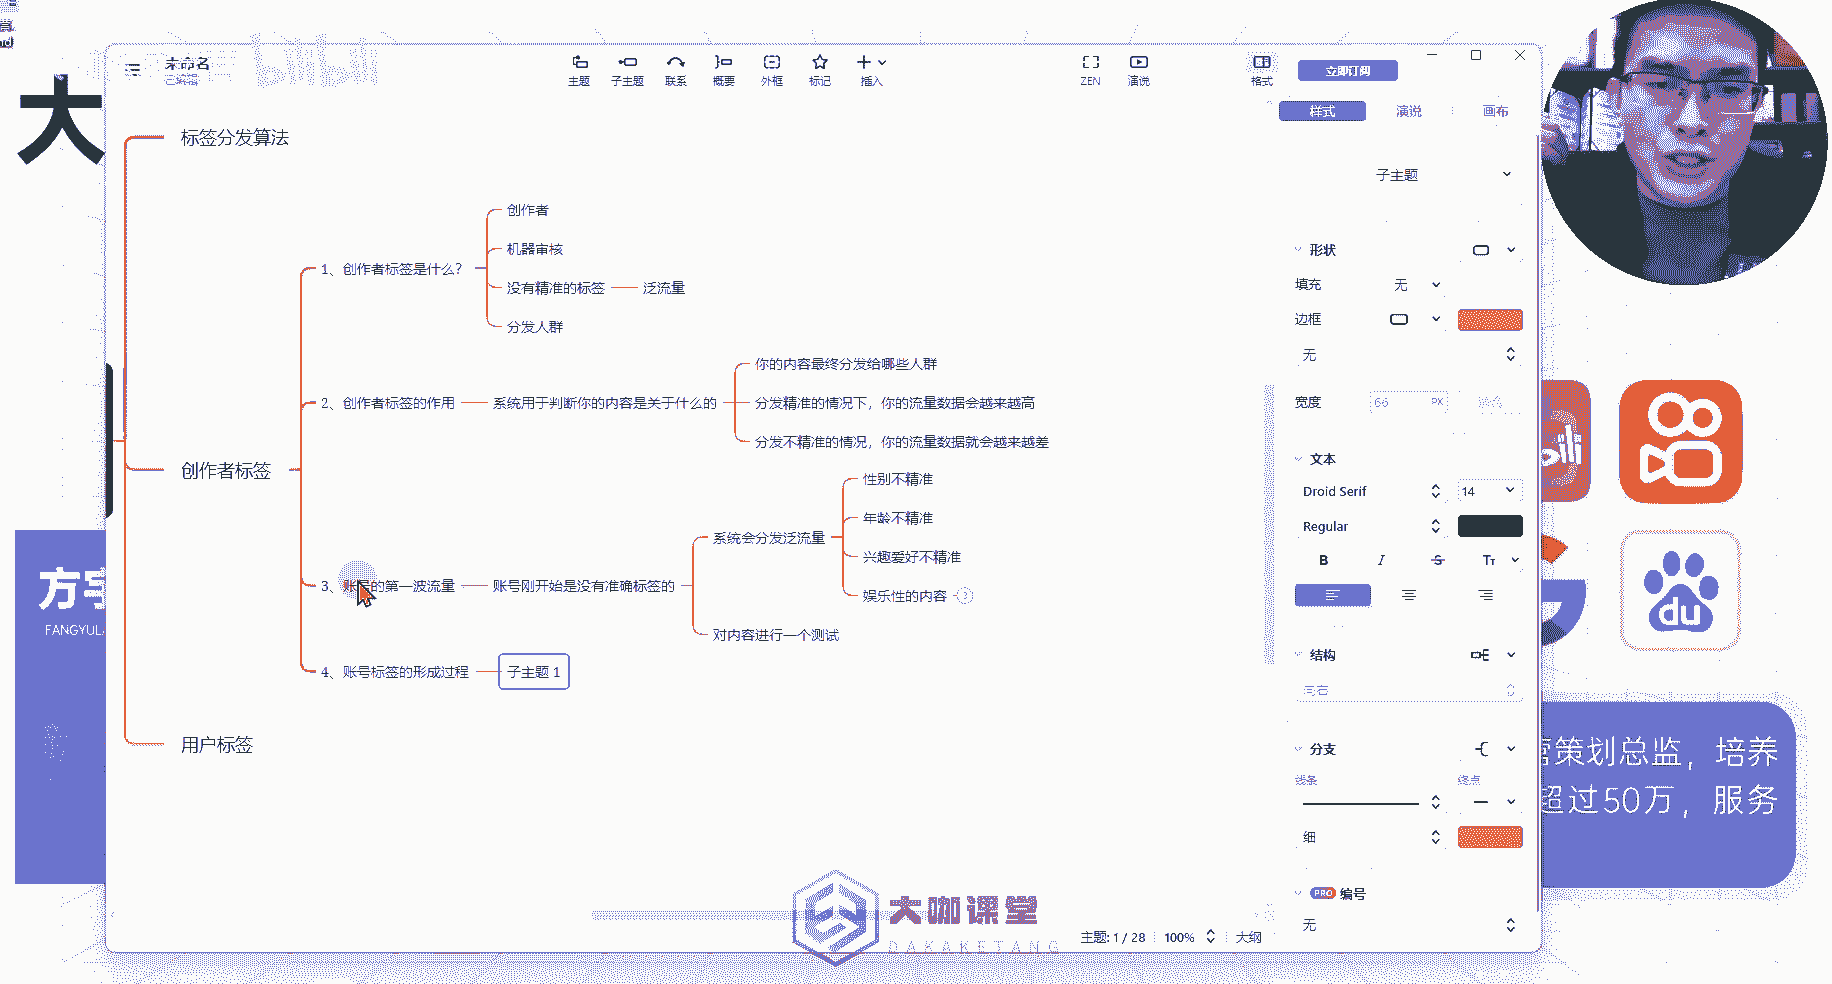 大
bilibili
未命名
主题
子主题
联系
概要
外框
标记
插入
ZEN
演说
格式
立即订阅
样式
演说
画布
标签分发算法
子主题
创作者
机器审核
1、创作者标签是什么?
没有精准的标签
泛流量
分发人群
形状
填充
无
边框
无
你的内容最终分发给哪些人群
2、创作者标签的作用
系统用于判断你的内容是关于什么的
分发精准的情况下，你的流量数据会越来越高
分发不精准的情况，你的流量数据就会越来越差
宽度
66
PX
创作者标签
文本
Droid Serif
14
Regular
B
I
S
Tт
性别不精准
年龄不精准
系统会分发泛流量
兴趣爱好不精准
3、账号的第一波流量
账号刚开始是没有准确标签的
娱乐性的内容
?
对内容进行一个测试
4、账号标签的形成过程
子主题 1
结构
向右
用户标签
分支
线条
终点
细
PRO 编号
无
方宇
FANGYUL
du
营策划总监，培养
超过50万，服务
大咖课堂
DAKAKETANG
主题: 1 / 28
100%
大纲